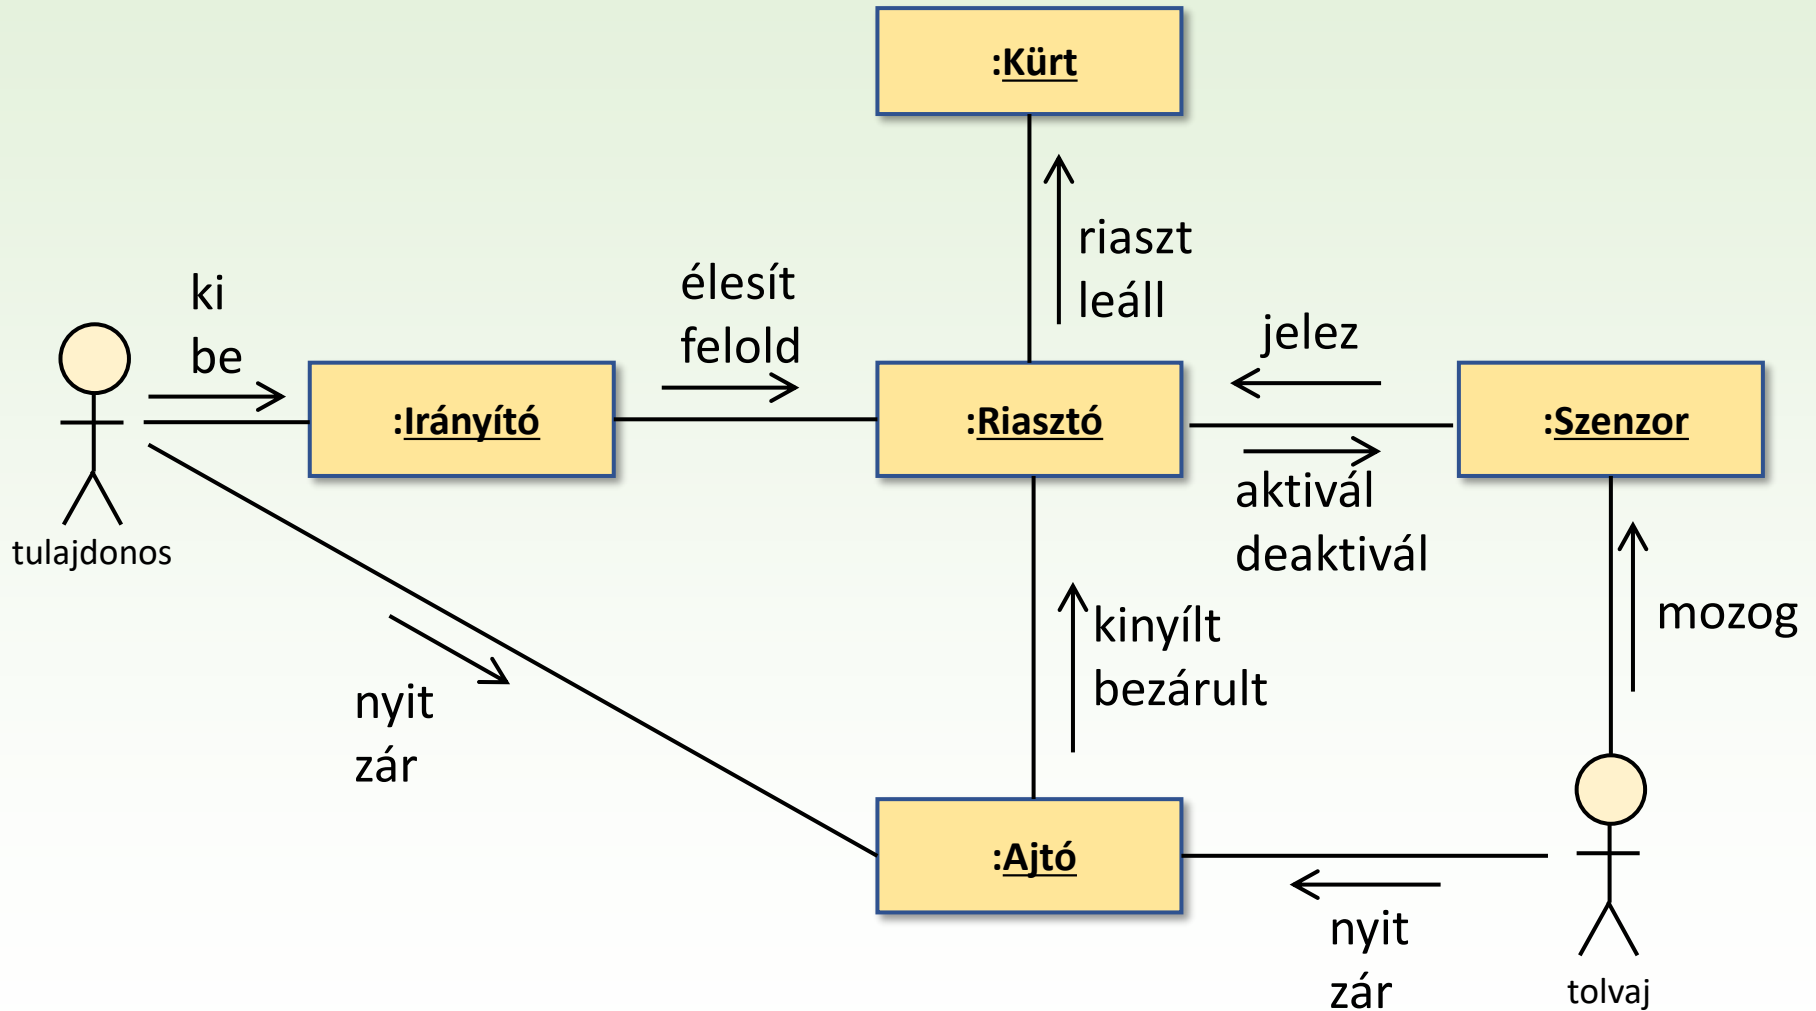 :Kürt
riaszt
leáll
ki
be
élesít
felold
jelez
:Irányító
:Riasztó
:Szenzor
aktivál
deaktivál
tulajdonos
kinyílt
bezárult
mozog
nyit
zár
:Ajtó
nyit
zár
tolvaj